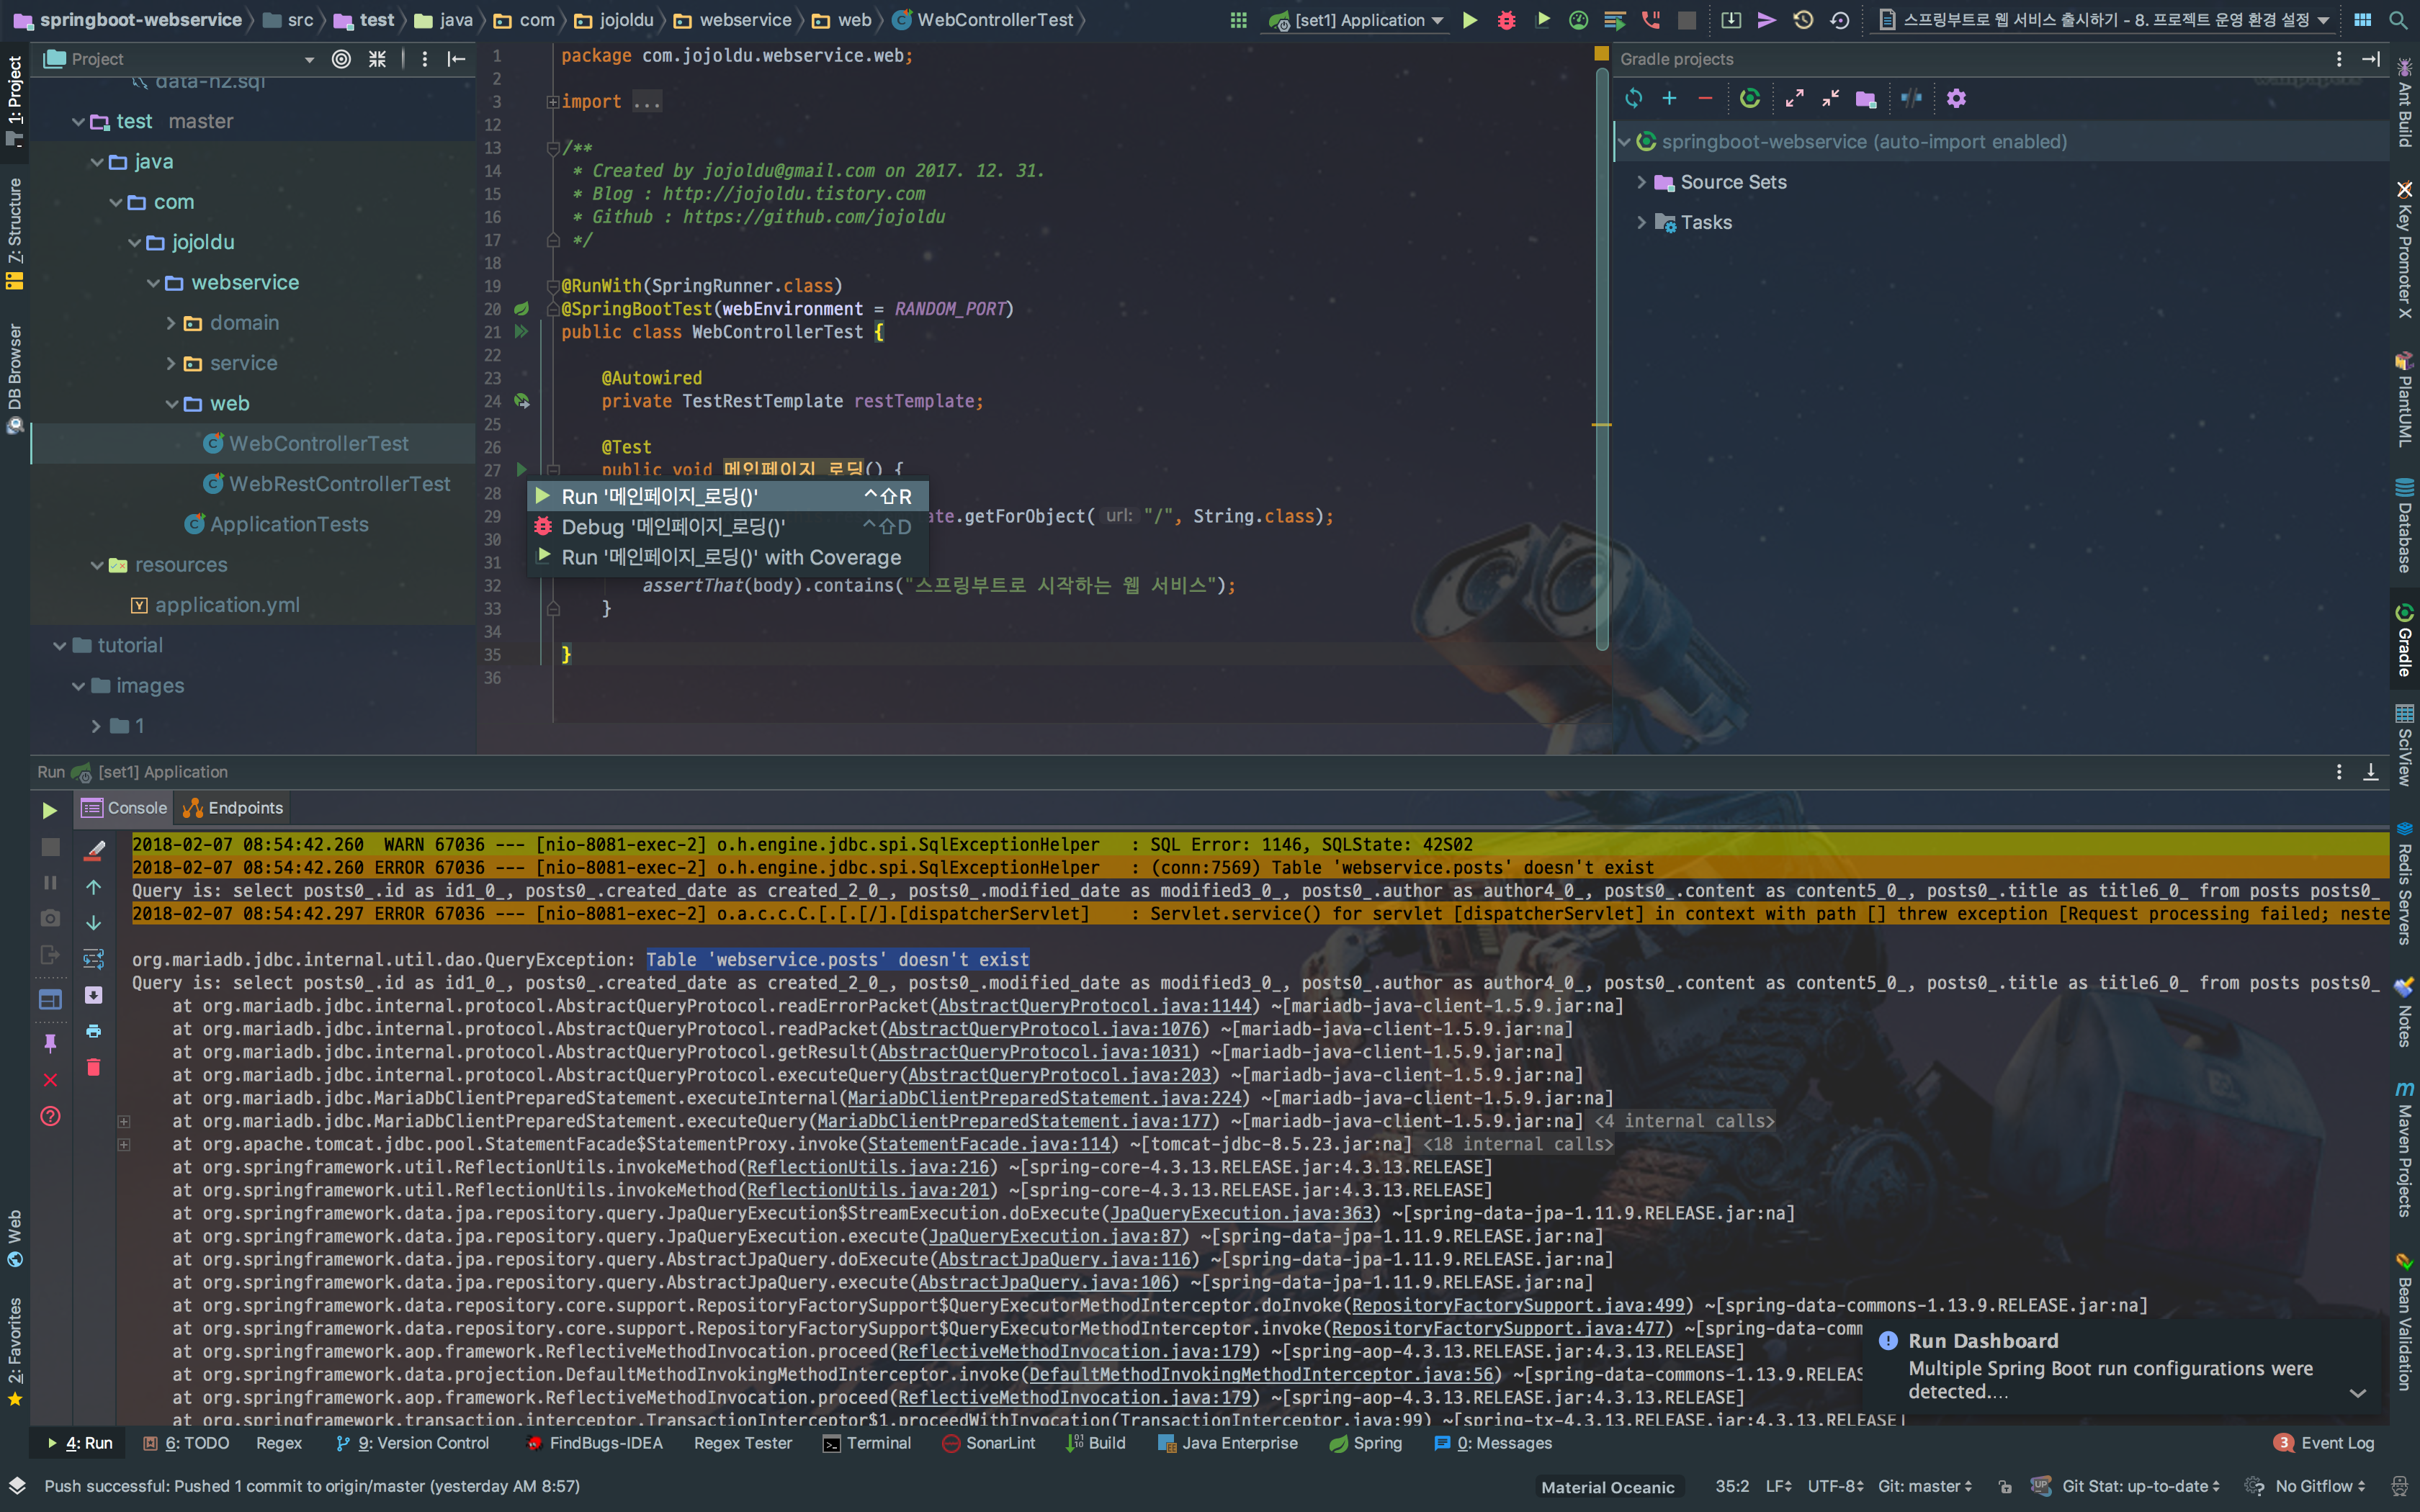 springboot-webservice src test java com jojoldu webservice web WebControllerTest [set1] Application 스프링부트로 웹 서비스 출시하기 - 8. 프로젝트 운영 환경 설정
Project
data-h2.sql
test master
java
com
jojoldu
webservice
domain
service
web
WebControllerTest
WebRestControllerTest
ApplicationTests
resources
application.yml
tutorial
images
1
1: Project
7: Structure
DB Browser
Web
2: Favorites
1 package com.jojoldu.webservice.web;
2
3 import ...
12
13 /**
14 * Created by jojoldu@gmail.com on 2017. 12. 31.
15 * Blog : http://jojoldu.tistory.com
16 * Github : https://github.com/jojoldu
17 */
18
19 @RunWith(SpringRunner.class)
20 @SpringBootTest(webEnvironment = RANDOM_PORT)
21 public class WebControllerTest {
22
23 @Autowired
24 private TestRestTemplate restTemplate;
25
26 @Test
27 public void 메인페이지_로딩() {
28
29 ate.getForObject( url: "/", String.class);
30
31
32 assertThat(body).contains("스프링부트로 시작하는 웹 서비스");
33 }
34
35 }
36
Run '메인페이지_로딩()' ^⇧R
Debug '메인페이지_로딩()' ^⇧D
Run '메인페이지_로딩()' with Coverage
Gradle projects
springboot-webservice (auto-import enabled)
Source Sets
Tasks
Ant Build
Key Promoter X
PlantUML
Database
Gradle
SciView
Redis Servers
Notes
Maven Projects
Bean Validation
Run [set1] Application
Console Endpoints
2018-02-07 08:54:42.260 WARN 67036 --- [nio-8081-exec-2] o.h.engine.jdbc.spi.SqlExceptionHelper : SQL Error: 1146, SQLState: 42S02
2018-02-07 08:54:42.260 ERROR 67036 --- [nio-8081-exec-2] o.h.engine.jdbc.spi.SqlExceptionHelper : (conn:7569) Table 'webservice.posts' doesn't exist
Query is: select posts0_.id as id1_0_, posts0_.created_date as created_2_0_, posts0_.modified_date as modified3_0_, posts0_.author as author4_0_, posts0_.content as content5_0_, posts0_.title as title6_0_ from posts posts0_
2018-02-07 08:54:42.297 ERROR 67036 --- [nio-8081-exec-2] o.a.c.c.C.[.[.[/].[dispatcherServlet] : Servlet.service() for servlet [dispatcherServlet] in context with path [] threw exception [Request processing failed; neste
org.mariadb.jdbc.internal.util.dao.QueryException: Table 'webservice.posts' doesn't exist
Query is: select posts0_.id as id1_0_, posts0_.created_date as created_2_0_, posts0_.modified_date as modified3_0_, posts0_.author as author4_0_, posts0_.content as content5_0_, posts0_.title as title6_0_ from posts posts0_
at org.mariadb.jdbc.internal.protocol.AbstractQueryProtocol.readErrorPacket(AbstractQueryProtocol.java:1144) ~[mariadb-java-client-1.5.9.jar:na]
at org.mariadb.jdbc.internal.protocol.AbstractQueryProtocol.readPacket(AbstractQueryProtocol.java:1076) ~[mariadb-java-client-1.5.9.jar:na]
at org.mariadb.jdbc.internal.protocol.AbstractQueryProtocol.getResult(AbstractQueryProtocol.java:1031) ~[mariadb-java-client-1.5.9.jar:na]
at org.mariadb.jdbc.internal.protocol.AbstractQueryProtocol.executeQuery(AbstractQueryProtocol.java:203) ~[mariadb-java-client-1.5.9.jar:na]
at org.mariadb.jdbc.MariaDbClientPreparedStatement.executeInternal(MariaDbClientPreparedStatement.java:224) ~[mariadb-java-client-1.5.9.jar:na]
at org.mariadb.jdbc.MariaDbClientPreparedStatement.executeQuery(MariaDbClientPreparedStatement.java:177) ~[mariadb-java-client-1.5.9.jar:na] <4 internal calls>
at org.apache.tomcat.jdbc.pool.StatementFacade$StatementProxy.invoke(StatementFacade.java:114) ~[tomcat-jdbc-8.5.23.jar:na] <18 internal calls>
at org.springframework.util.ReflectionUtils.invokeMethod(ReflectionUtils.java:216) ~[spring-core-4.3.13.RELEASE.jar:4.3.13.RELEASE]
at org.springframework.util.ReflectionUtils.invokeMethod(ReflectionUtils.java:201) ~[spring-core-4.3.13.RELEASE.jar:4.3.13.RELEASE]
at org.springframework.data.jpa.repository.query.JpaQueryExecution$StreamExecution.doExecute(JpaQueryExecution.java:363) ~[spring-data-jpa-1.11.9.RELEASE.jar:na]
at org.springframework.data.jpa.repository.query.JpaQueryExecution.execute(JpaQueryExecution.java:87) ~[spring-data-jpa-1.11.9.RELEASE.jar:na]
at org.springframework.data.jpa.repository.query.AbstractJpaQuery.doExecute(AbstractJpaQuery.java:116) ~[spring-data-jpa-1.11.9.RELEASE.jar:na]
at org.springframework.data.jpa.repository.query.AbstractJpaQuery.execute(AbstractJpaQuery.java:106) ~[spring-data-jpa-1.11.9.RELEASE.jar:na]
at org.springframework.data.repository.core.support.RepositoryFactorySupport$QueryExecutorMethodInterceptor.doInvoke(RepositoryFactorySupport.java:499) ~[spring-data-commons-1.13.9.RELEASE.jar:na]
at org.springframework.data.repository.core.support.RepositoryFactorySupport$QueryExecutorMethodInterceptor.invoke(RepositoryFactorySupport.java:477) ~[spring-data-comm
at org.springframework.aop.framework.ReflectiveMethodInvocation.proceed(ReflectiveMethodInvocation.java:179) ~[spring-aop-4.3.13.RELEASE.jar:4.3.13.RELEASE]
at org.springframework.data.projection.DefaultMethodInvokingMethodInterceptor.invoke(DefaultMethodInvokingMethodInterceptor.java:56) ~[spring-data-commons-1.13.9.RELEAS
at org.springframework.aop.framework.ReflectiveMethodInvocation.proceed(ReflectiveMethodInvocation.java:179) ~[spring-aop-4.3.13.RELEASE.jar:4.3.13.RELEASE]
at org.springframework.transaction.interceptor.TransactionInterceptor$1.proceedWithInvocation(TransactionInterceptor.java:99) ~[spring-tx-4.3.13.RELEASE.jar:4.3.13.RELEASE]
Run Dashboard
Multiple Spring Boot run configurations were
detected....
4: Run 6: TODO Regex 9: Version Control FindBugs-IDEA Regex Tester Terminal SonarLint Build Java Enterprise Spring 0: Messages 3 Event Log
Push successful: Pushed 1 commit to origin/master (yesterday AM 8:57) Material Oceanic 35:2 LF UTF-8 Git: master Git Stat: up-to-date No Gitflow